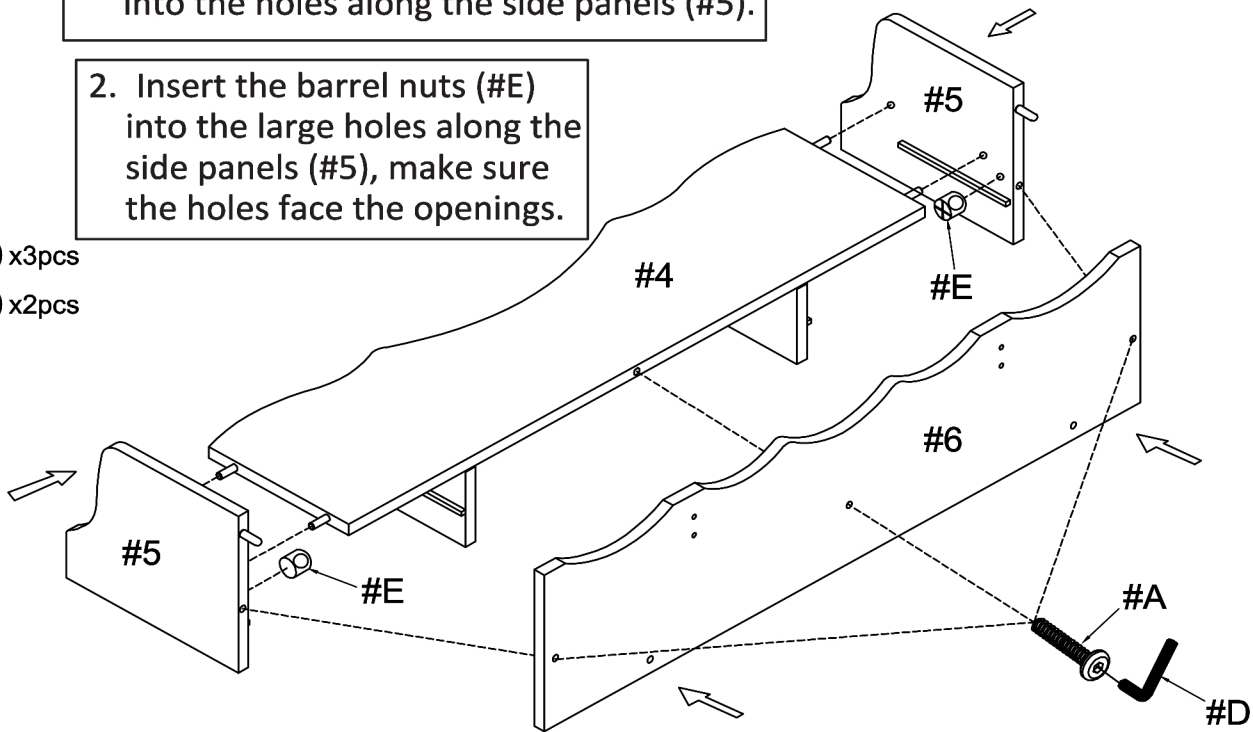 into the holes along the side panels (#5).
2. Insert the barrel nuts (#E)
into the large holes along the
side panels (#5), make sure
the holes face the openings.
) x3pcs
) x2pcs
#5
#E
#4
#6
#5
#E
#A
#D